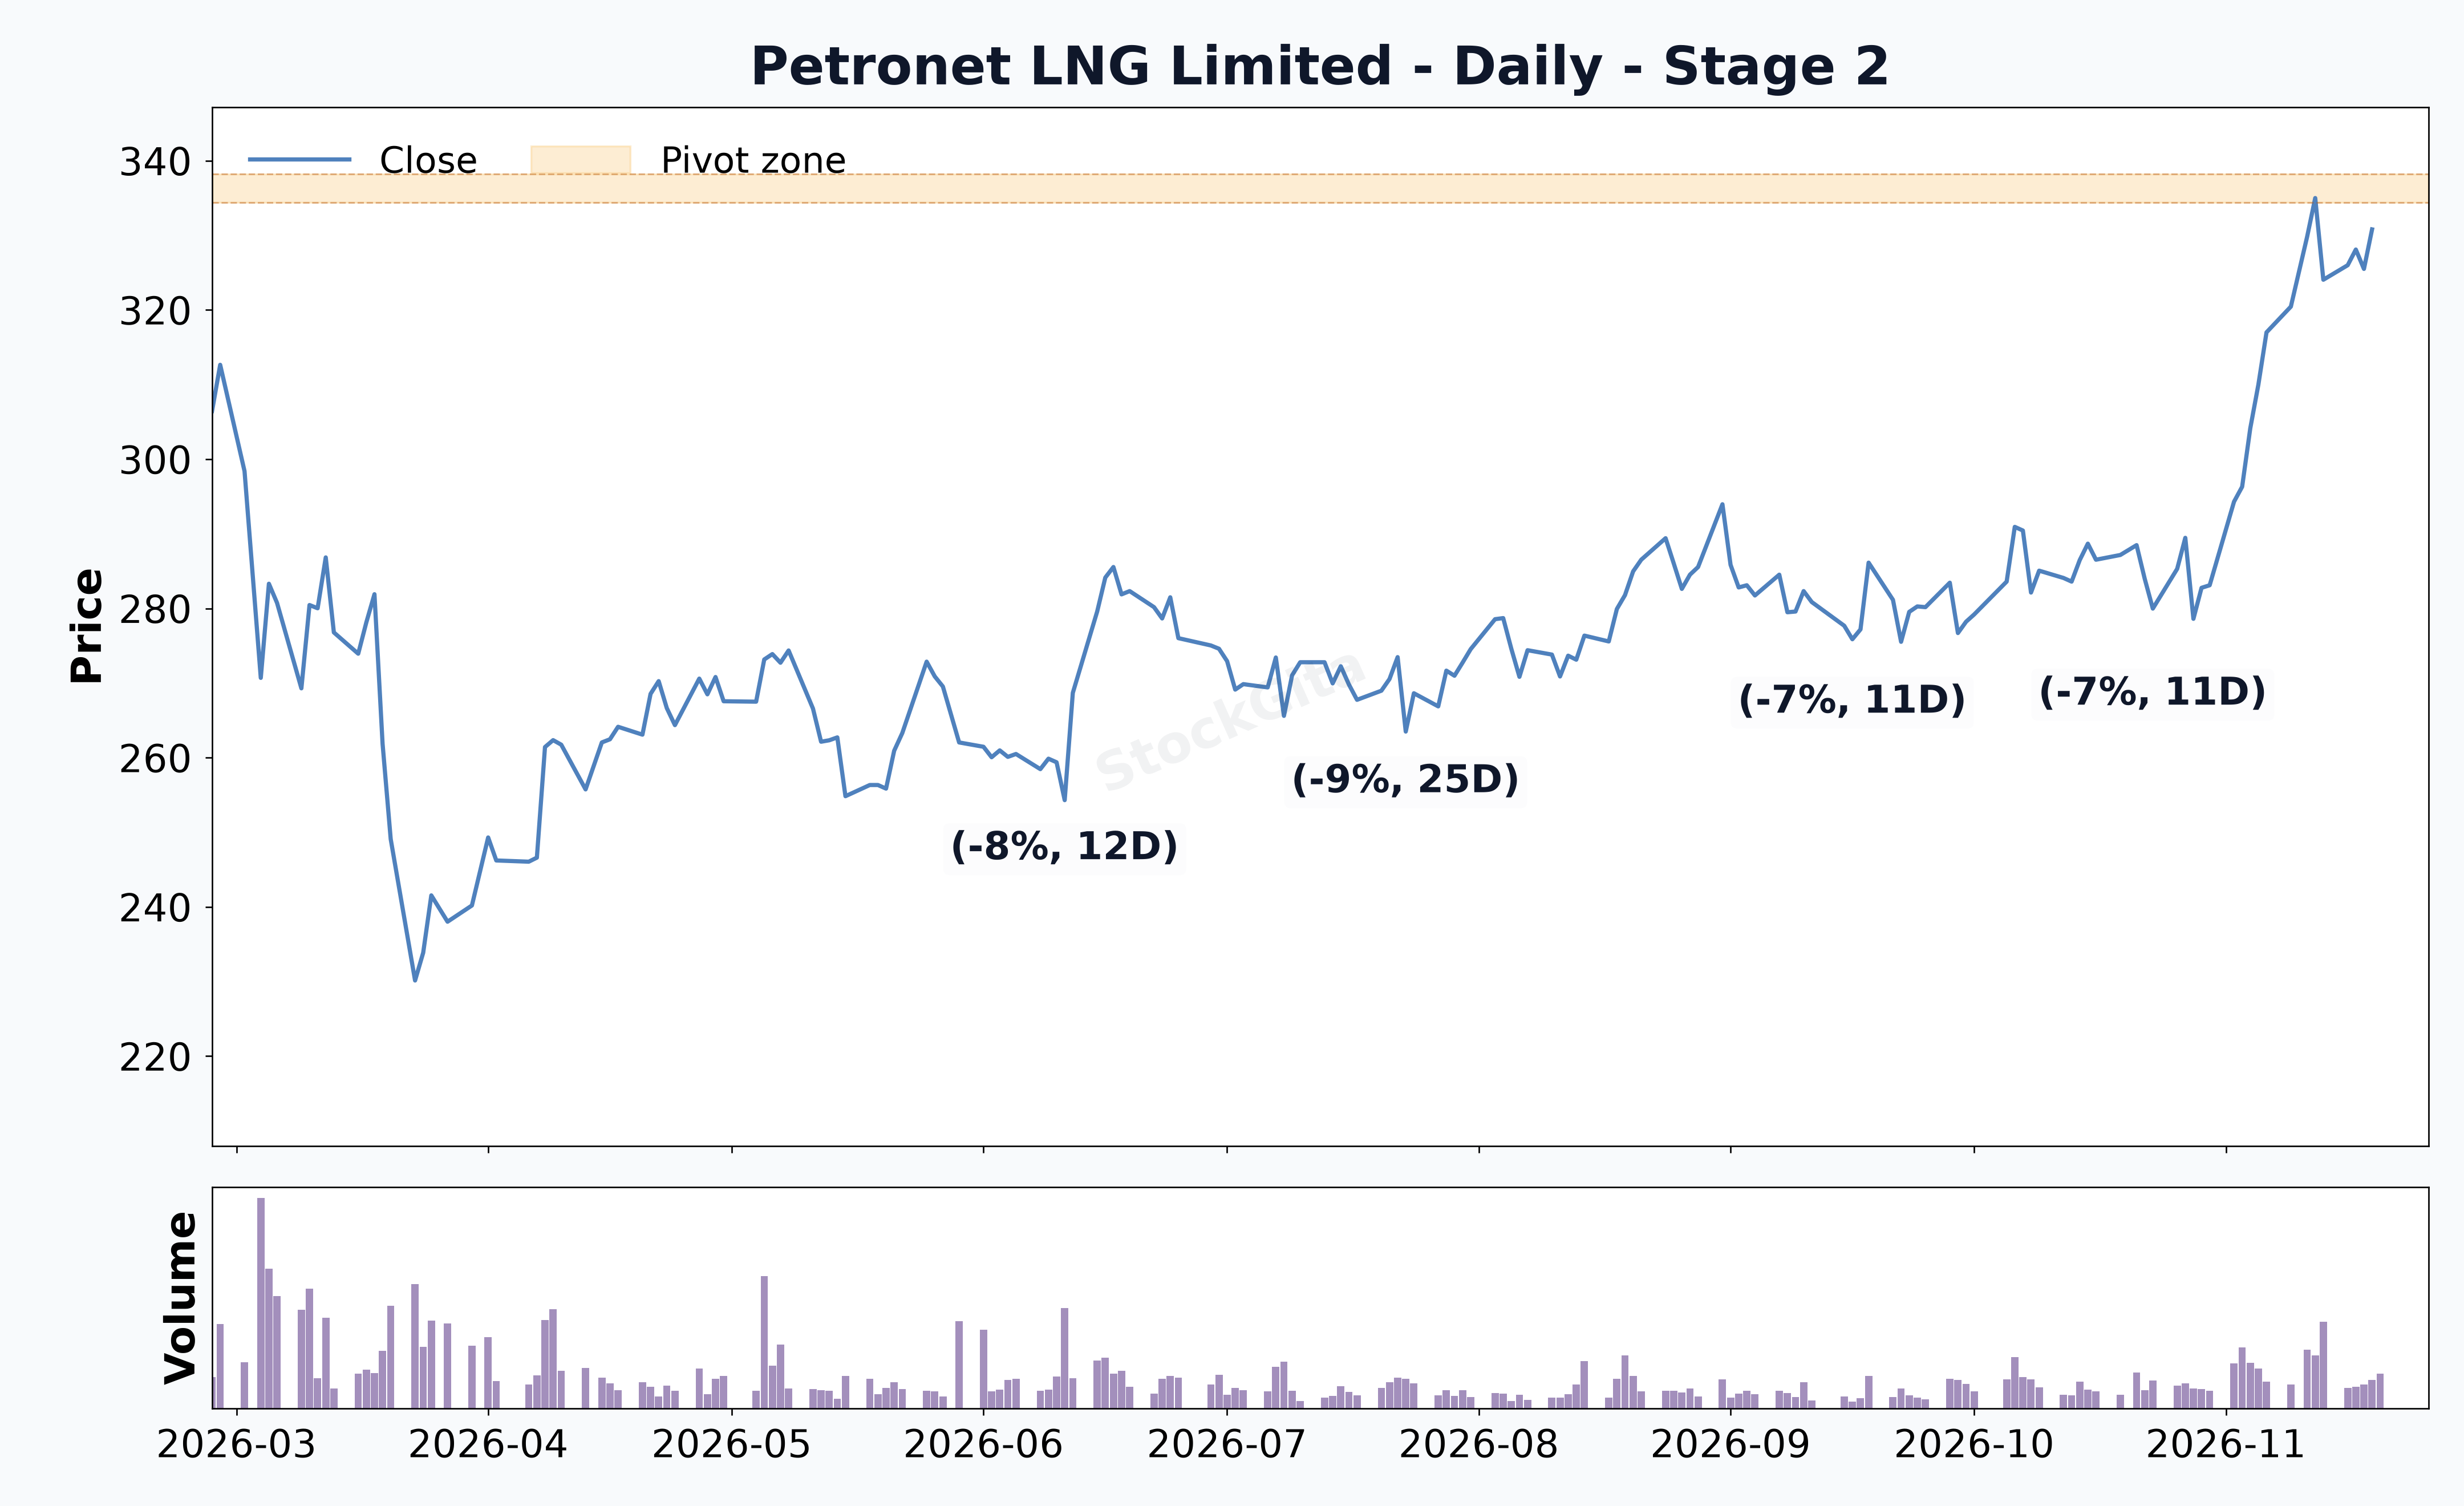 Petronet LNG Limited - Daily - Stage 2
Close
Pivot zone
Price
340
320
300
280
260
240
220
StockGita
(-8%, 12D)
(-9%, 25D)
(-7%, 11D)
(-7%, 11D)
Volume
2026-03
2026-04
2026-05
2026-06
2026-07
2026-08
2026-09
2026-10
2026-11